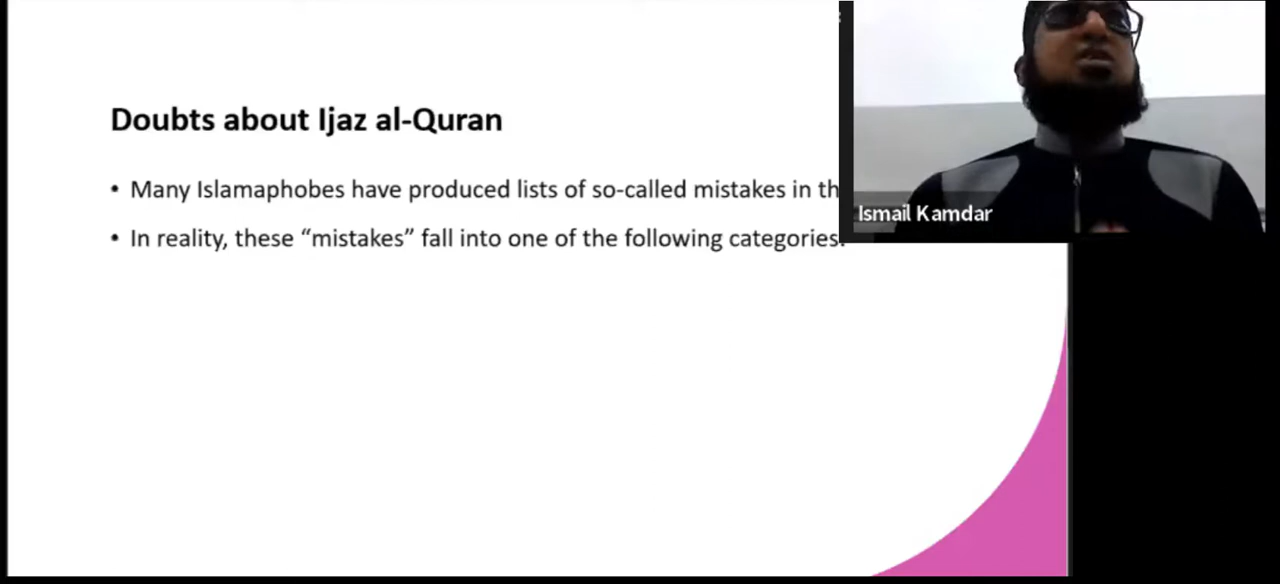 Doubts about Ijaz al-Quran
• Many Islamaphobes have produced lists of so-called mistakes in th
• In reality, these “mistakes” fall into one of the following categories.
Ismail Kamdar